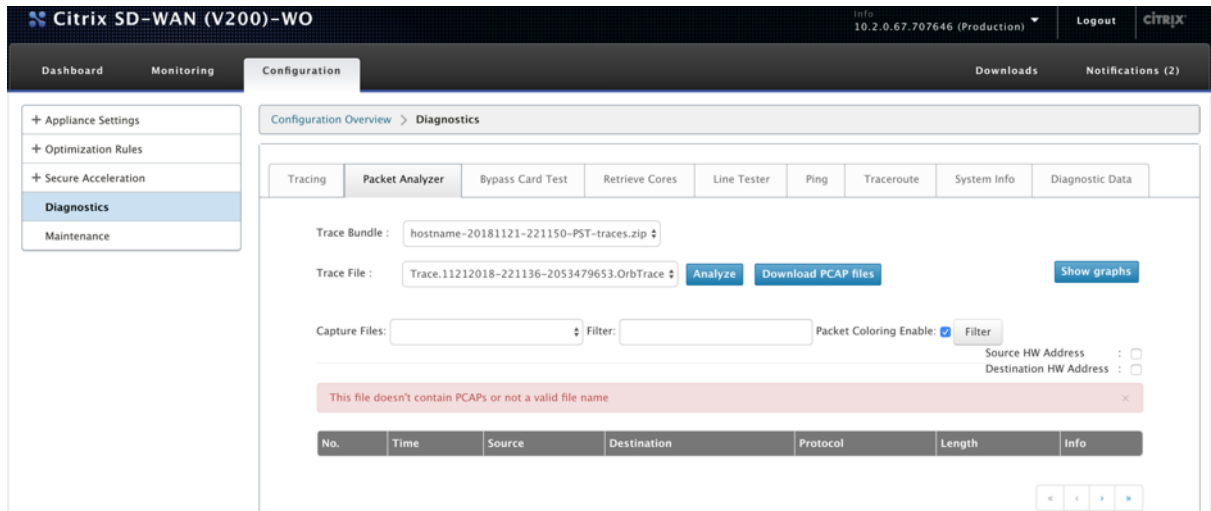 Citrix SD-WAN (V200)-WO
Info
10.2.0.67.707646 (Production)
Logout
CITRIX
Dashboard Monitoring Configuration Downloads Notifications (2)
+ Appliance Settings
+ Optimization Rules
+ Secure Acceleration
Diagnostics
Maintenance
Configuration Overview > Diagnostics
Tracing Packet Analyzer Bypass Card Test Retrieve Cores Line Tester Ping Traceroute System Info Diagnostic Data
Trace Bundle : hostname-20181121-221150-PST-traces.zip
Trace File : Trace.11212018-221136-2053479653.OrbTrace Analyze Download PCAP files Show graphs
Capture Files: Filter: Packet Coloring Enable: Filter
Source HW Address :
Destination HW Address :
This file doesn't contain PCAPs or not a valid file name ×
No. Time Source Destination Protocol Length Info
« ‹ › »